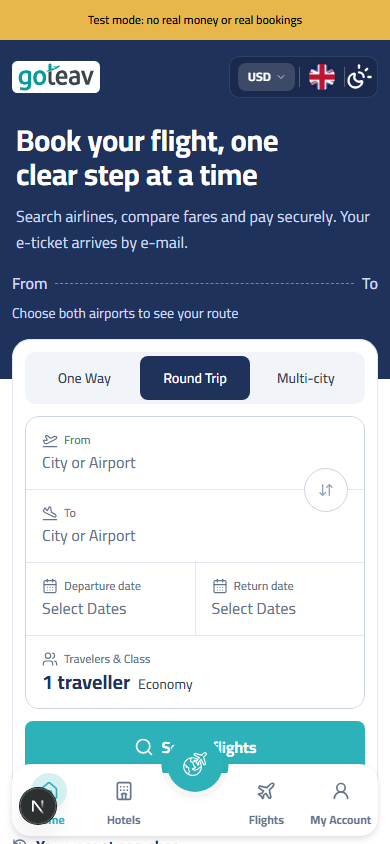 Test mode: no real money or real bookings
goteav
USD
Book your flight, one
clear step at a time
Search airlines, compare fares and pay securely. Your
e-ticket arrives by e-mail.
From
To
Choose both airports to see your route
One Way
Round Trip
Multi-city
From
City or Airport
To
City or Airport
Departure date
Return date
Select Dates
Select Dates
Travelers & Class
1 traveller Economy
N
Hotels
Flights
My Account